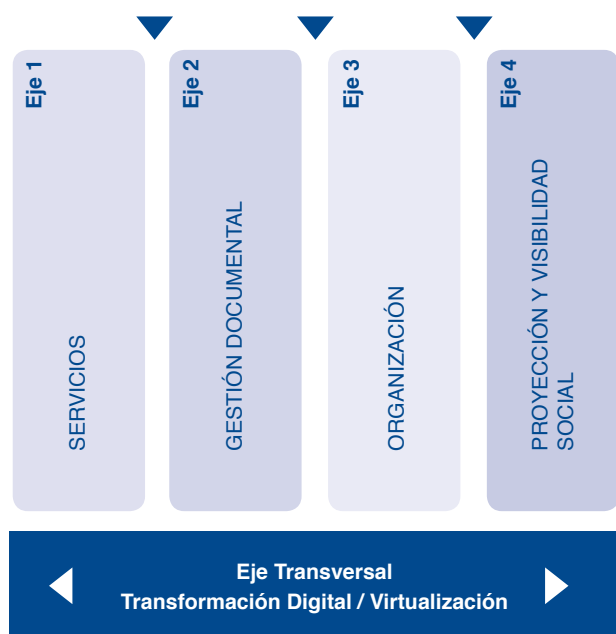 Eje 1
SERVICIOS
Eje 2
GESTIÓN DOCUMENTAL
Eje 3
ORGANIZACIÓN
Eje 4
PROYECCIÓN Y VISIBILIDAD
SOCIAL
Eje Transversal
Transformación Digital / Virtualización